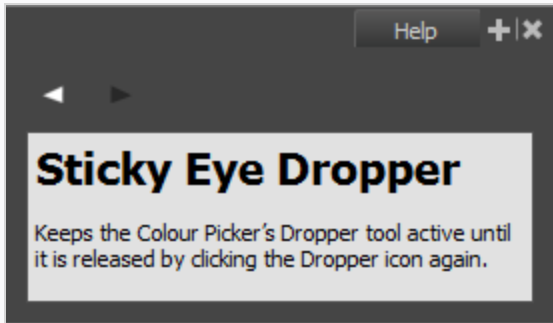 Help
Sticky Eye Dropper
Keeps the Colour Picker's Dropper tool active until
it is released by clicking the Dropper icon again.